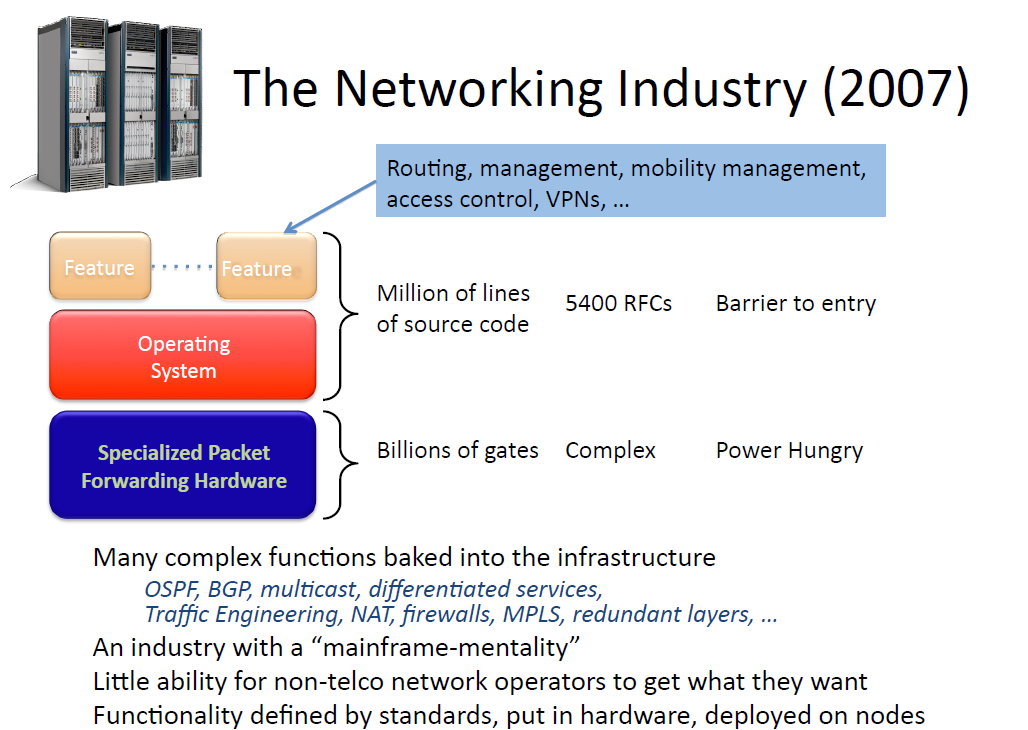 The Networking Industry (2007)
Routing, management, mobility management,
access control, VPNs, …
Feature
Feature
Million of lines
of source code
5400 RFCs
Barrier to entry
Operating
System
Specialized Packet
Forwarding Hardware
Billions of gates
Complex
Power Hungry
Many complex functions baked into the infrastructure
OSPF, BGP, multicast, differentiated services,
Traffic Engineering, NAT, firewalls, MPLS, redundant layers, …
An industry with a “mainframe-mentality”
Little ability for non-telco network operators to get what they want
Functionality defined by standards, put in hardware, deployed on nodes